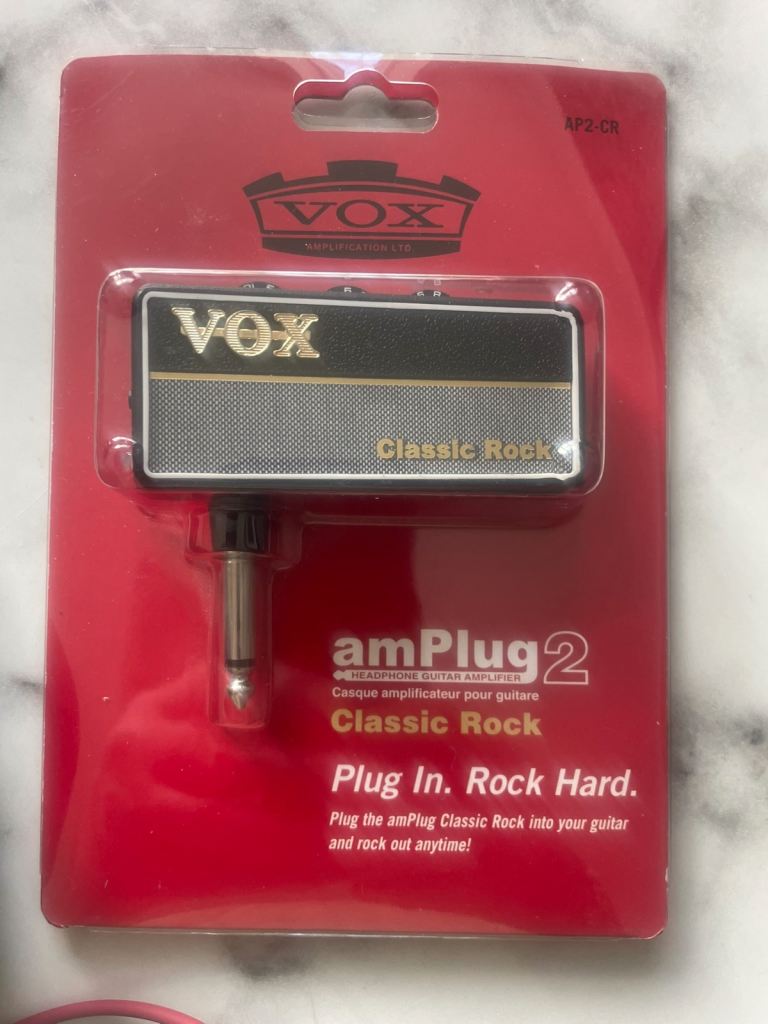 AP2-CR
VOX
AMPLIFICATION LTD.
VOX
Classic Rock
amPlug2
HEADPHONE GUITAR AMPLIFIER
Casque amplificateur pour guitare
Classic Rock
Plug In. Rock Hard.
Plug the amPlug Classic Rock into your guitar
and rock out anytime!